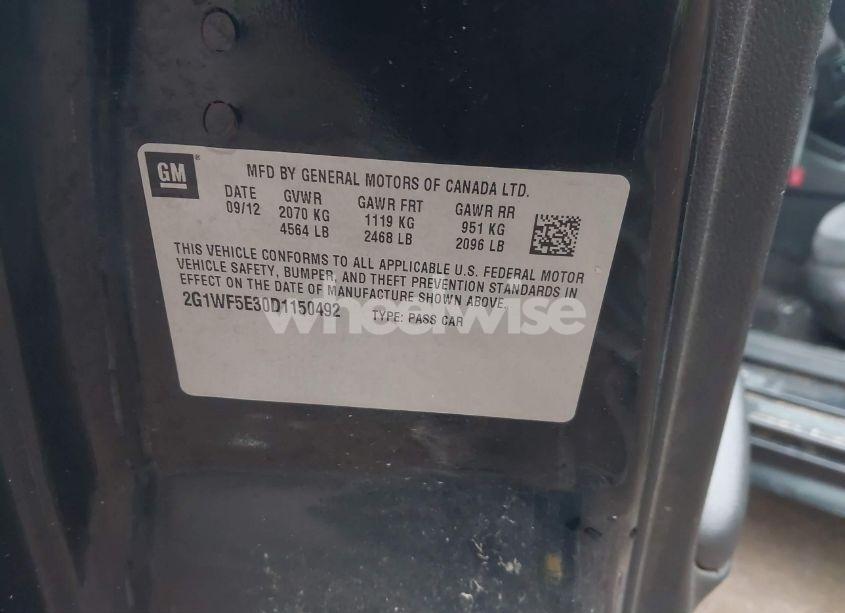 GM®
MFD BY GENERAL MOTORS OF CANADA LTD.
DATE GVWR GAWR FRT GAWR RR
09/12 2070 KG 1119 KG 951 KG
4564 LB 2468 LB 2096 LB
THIS VEHICLE CONFORMS TO ALL APPLICABLE U.S. FEDERAL MOTOR
VEHICLE SAFETY, BUMPER, AND THEFT PREVENTION STANDARDS IN
EFFECT ON THE DATE OF MANUFACTURE SHOWN ABOVE.
2G1WF5E30D1150492 TYPE: PASS CAR
wheelwise